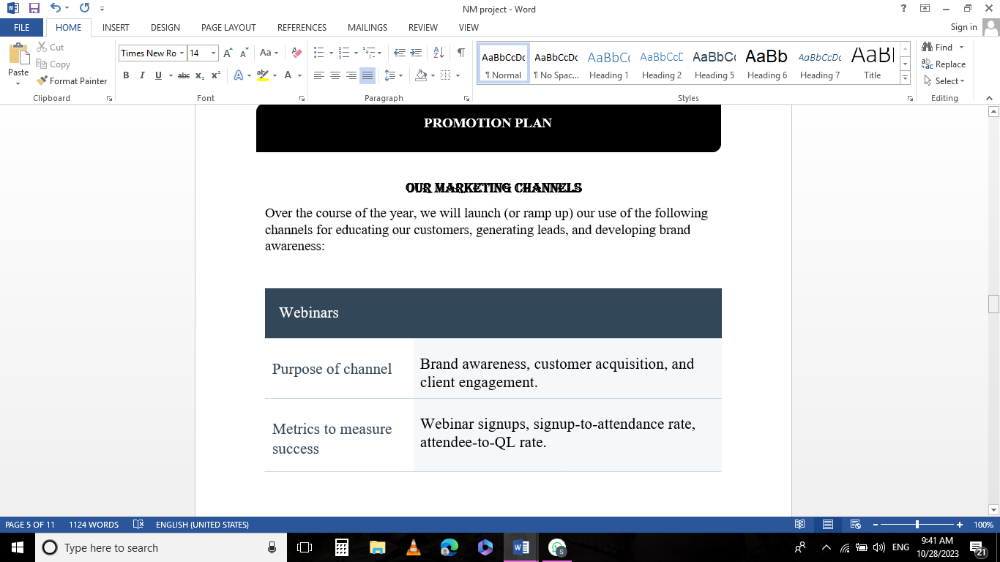 NM project - Word
FILE HOME INSERT DESIGN PAGE LAYOUT REFERENCES MAILINGS REVIEW VIEW Sign in
Paste Cut Copy Format Painter
Times New Ro 14
Aa
B I U abc X₂ X² A ab A
AaBbCcDc AaBbCcDc AaBbCc AaBbCcD AaBbCc AaBb AaBbCcDc AaBl
¶ Normal ¶ No Spac... Heading 1 Heading 2 Heading 5 Heading 6 Heading 7 Title
Find
Replace
Select
Clipboard Font Paragraph Styles Editing
PROMOTION PLAN
OUR MARKETING CHANNELS
Over the course of the year, we will launch (or ramp up) our use of the following
channels for educating our customers, generating leads, and developing brand
awareness:
Webinars
Purpose of channel
Brand awareness, customer acquisition, and
client engagement.
Metrics to measure
success
Webinar signups, signup-to-attendance rate,
attendee-to-QL rate.
PAGE 5 OF 11 1124 WORDS ENGLISH (UNITED STATES) 100%
Type here to search
ENG
9:41 AM
10/28/2023
21